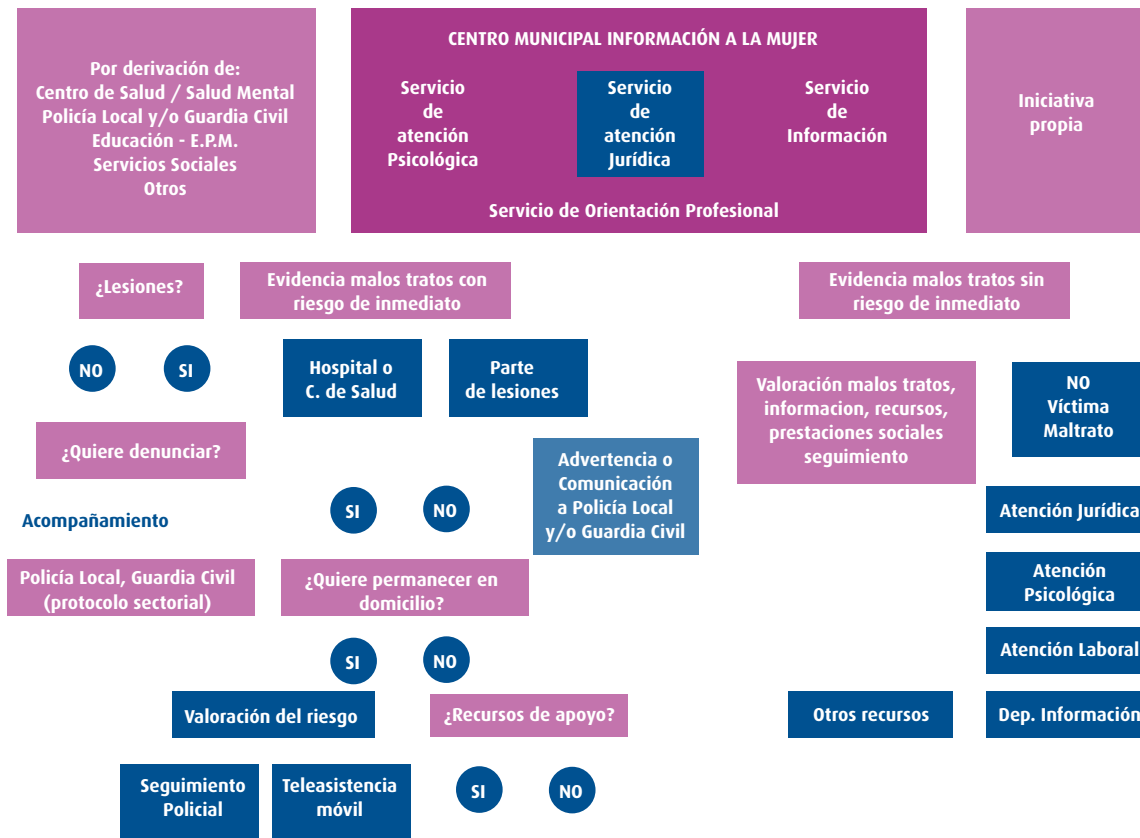 Por derivación de:
Centro de Salud / Salud Mental
Policía Local y/o Guardia Civil
Educación - E.P.M.
Servicios Sociales
Otros
CENTRO MUNICIPAL INFORMACIÓN A LA MUJER
Servicio
de
atención
Psicológica
Servicio
de
atención
Jurídica
Servicio
de
Información
Servicio de Orientación Profesional
Iniciativa
propia
¿Lesiones?
Evidencia malos tratos con
riesgo de inmediato
Evidencia malos tratos sin
riesgo de inmediato
NO
SI
Hospital o
C. de Salud
Parte
de lesiones
Valoración malos tratos,
informacion, recursos,
prestaciones sociales
seguimiento
NO
Víctima
Maltrato
¿Quiere denunciar?
Advertencia o
Comunicación
a Policía Local
y/o Guardia Civil
SI
NO
Acompañamiento
Atención Jurídica
Policía Local, Guardia Civil
(protocolo sectorial)
¿Quiere permanecer en
domicilio?
Atención
Psicológica
SI
NO
Atención Laboral
Valoración del riesgo
¿Recursos de apoyo?
Otros recursos
Dep. Información
Seguimiento
Policial
Teleasistencia
móvil
SI
NO